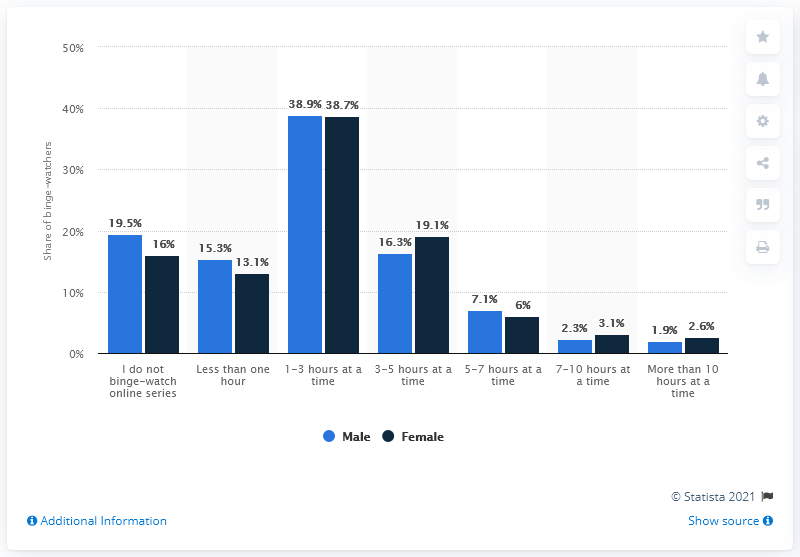 50%
40%
30%
20%
10%
0%
Share of binge-watchers
19.5%
16%
15.3%
13.1%
38.9%
38.7%
16.3%
19.1%
7.1%
6%
2.3%
3.1%
1.9%
2.6%
I do not
binge-watch
online series
Less than one
hour
1-3 hours at a
time
3-5 hours at a
time
5-7 hours at a
time
7-10 hours at
a time
More than 10
hours at a
time
Male
Female
© Statista 2021
Additional Information
Show source